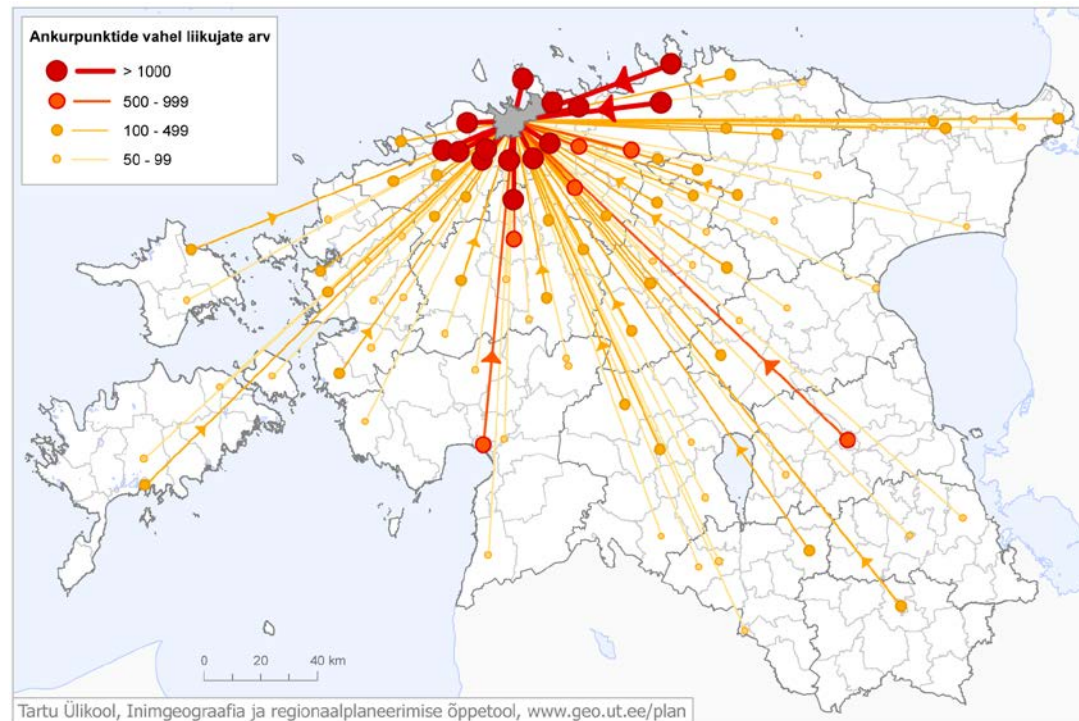 Ankurpunktide vahel liikujate arv
> 1000
500 - 999
100 - 499
50 - 99
0 20 40 km
Tartu Ülikool, Inimgeograafia ja regionaalplaneerimise õppetool, www.geo.ut.ee/plan